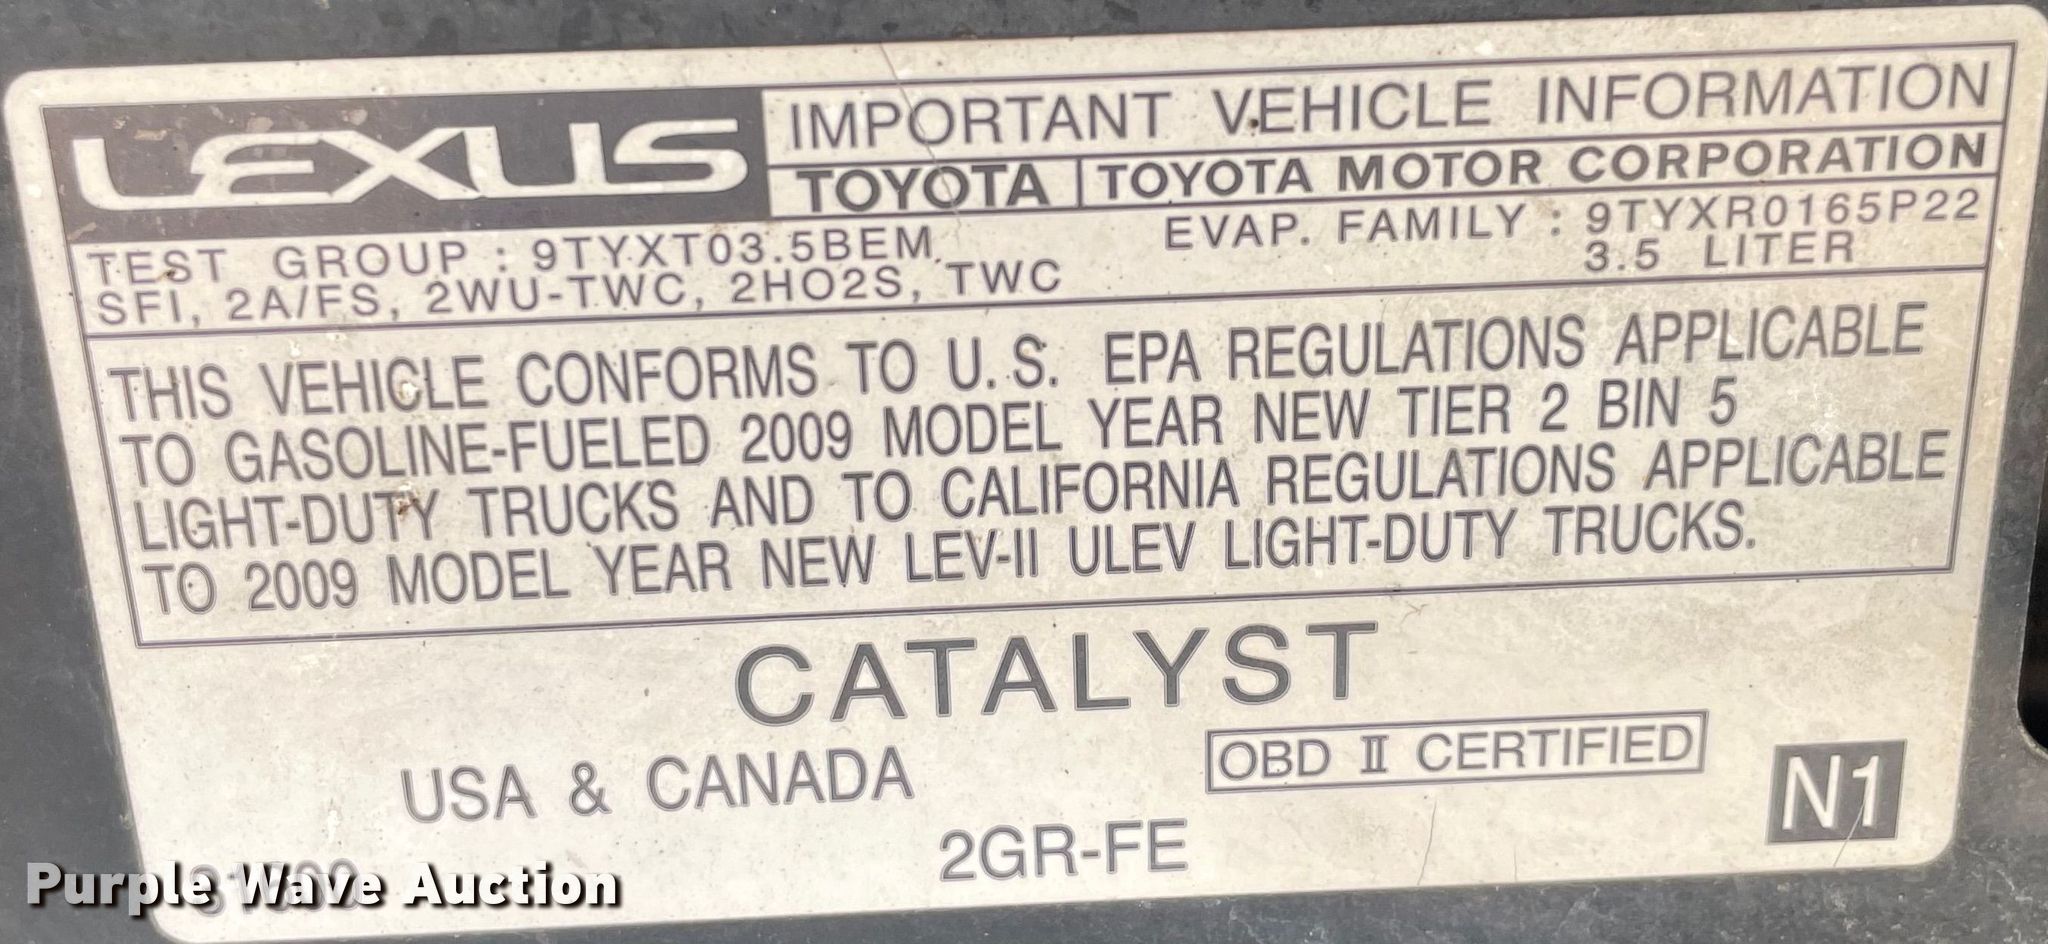 LEXUS IMPORTANT VEHICLE INFORMATION
TOYOTA TOYOTA MOTOR CORPORATION
TEST GROUP : 9TYXT03.5BEM EVAP. FAMILY : 9TYXR0165P22
SFI, 2A/FS, 2WU-TWC, 2HO2S, TWC 3.5 LITER
THIS VEHICLE CONFORMS TO U.S. EPA REGULATIONS APPLICABLE
TO GASOLINE-FUELED 2009 MODEL YEAR NEW TIER 2 BIN 5
LIGHT-DUTY TRUCKS AND TO CALIFORNIA REGULATIONS APPLICABLE
TO 2009 MODEL YEAR NEW LEV-II ULEV LIGHT-DUTY TRUCKS.
CATALYST
USA & CANADA OBD II CERTIFIED N1
2GR-FE
Purple Wave Auction